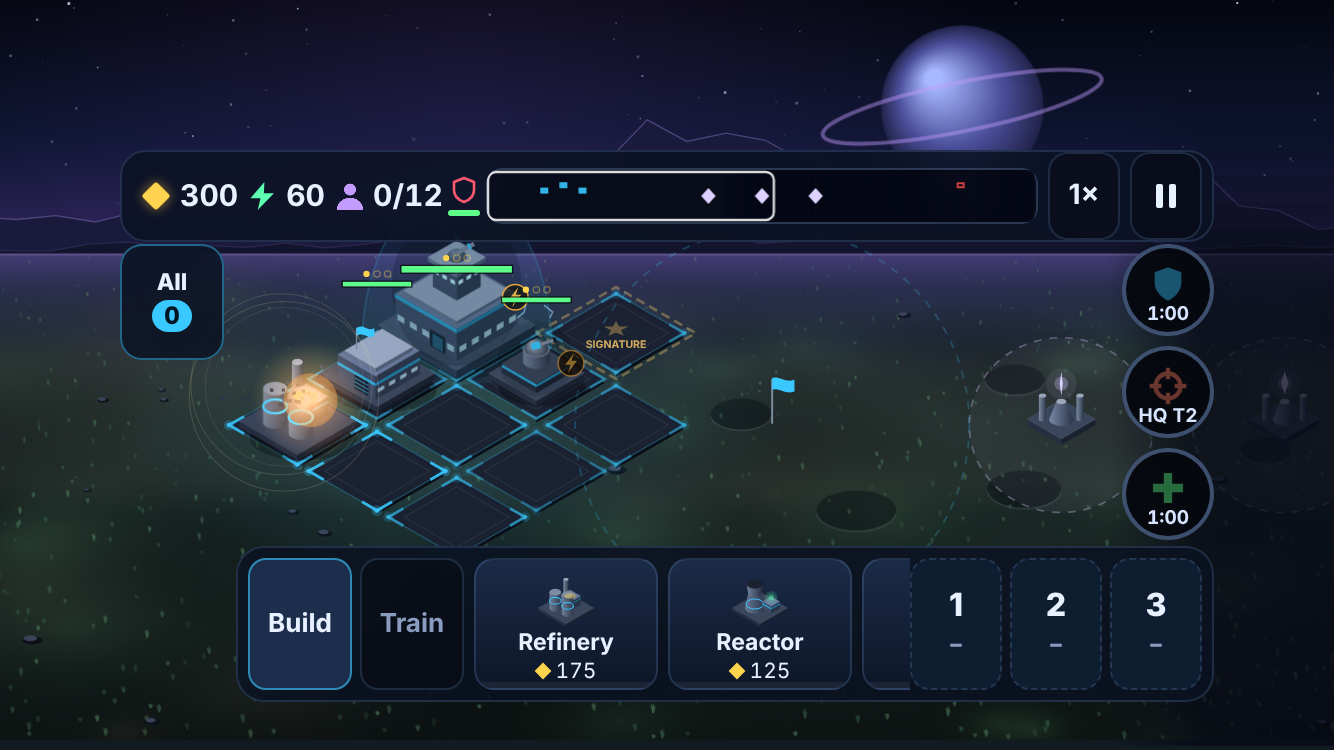 300
60
0/12
1×
All
0
1:00
SIGNATURE
HQ T2
1:00
Build
Train
Refinery
175
Reactor
125
1
–
2
–
3
–